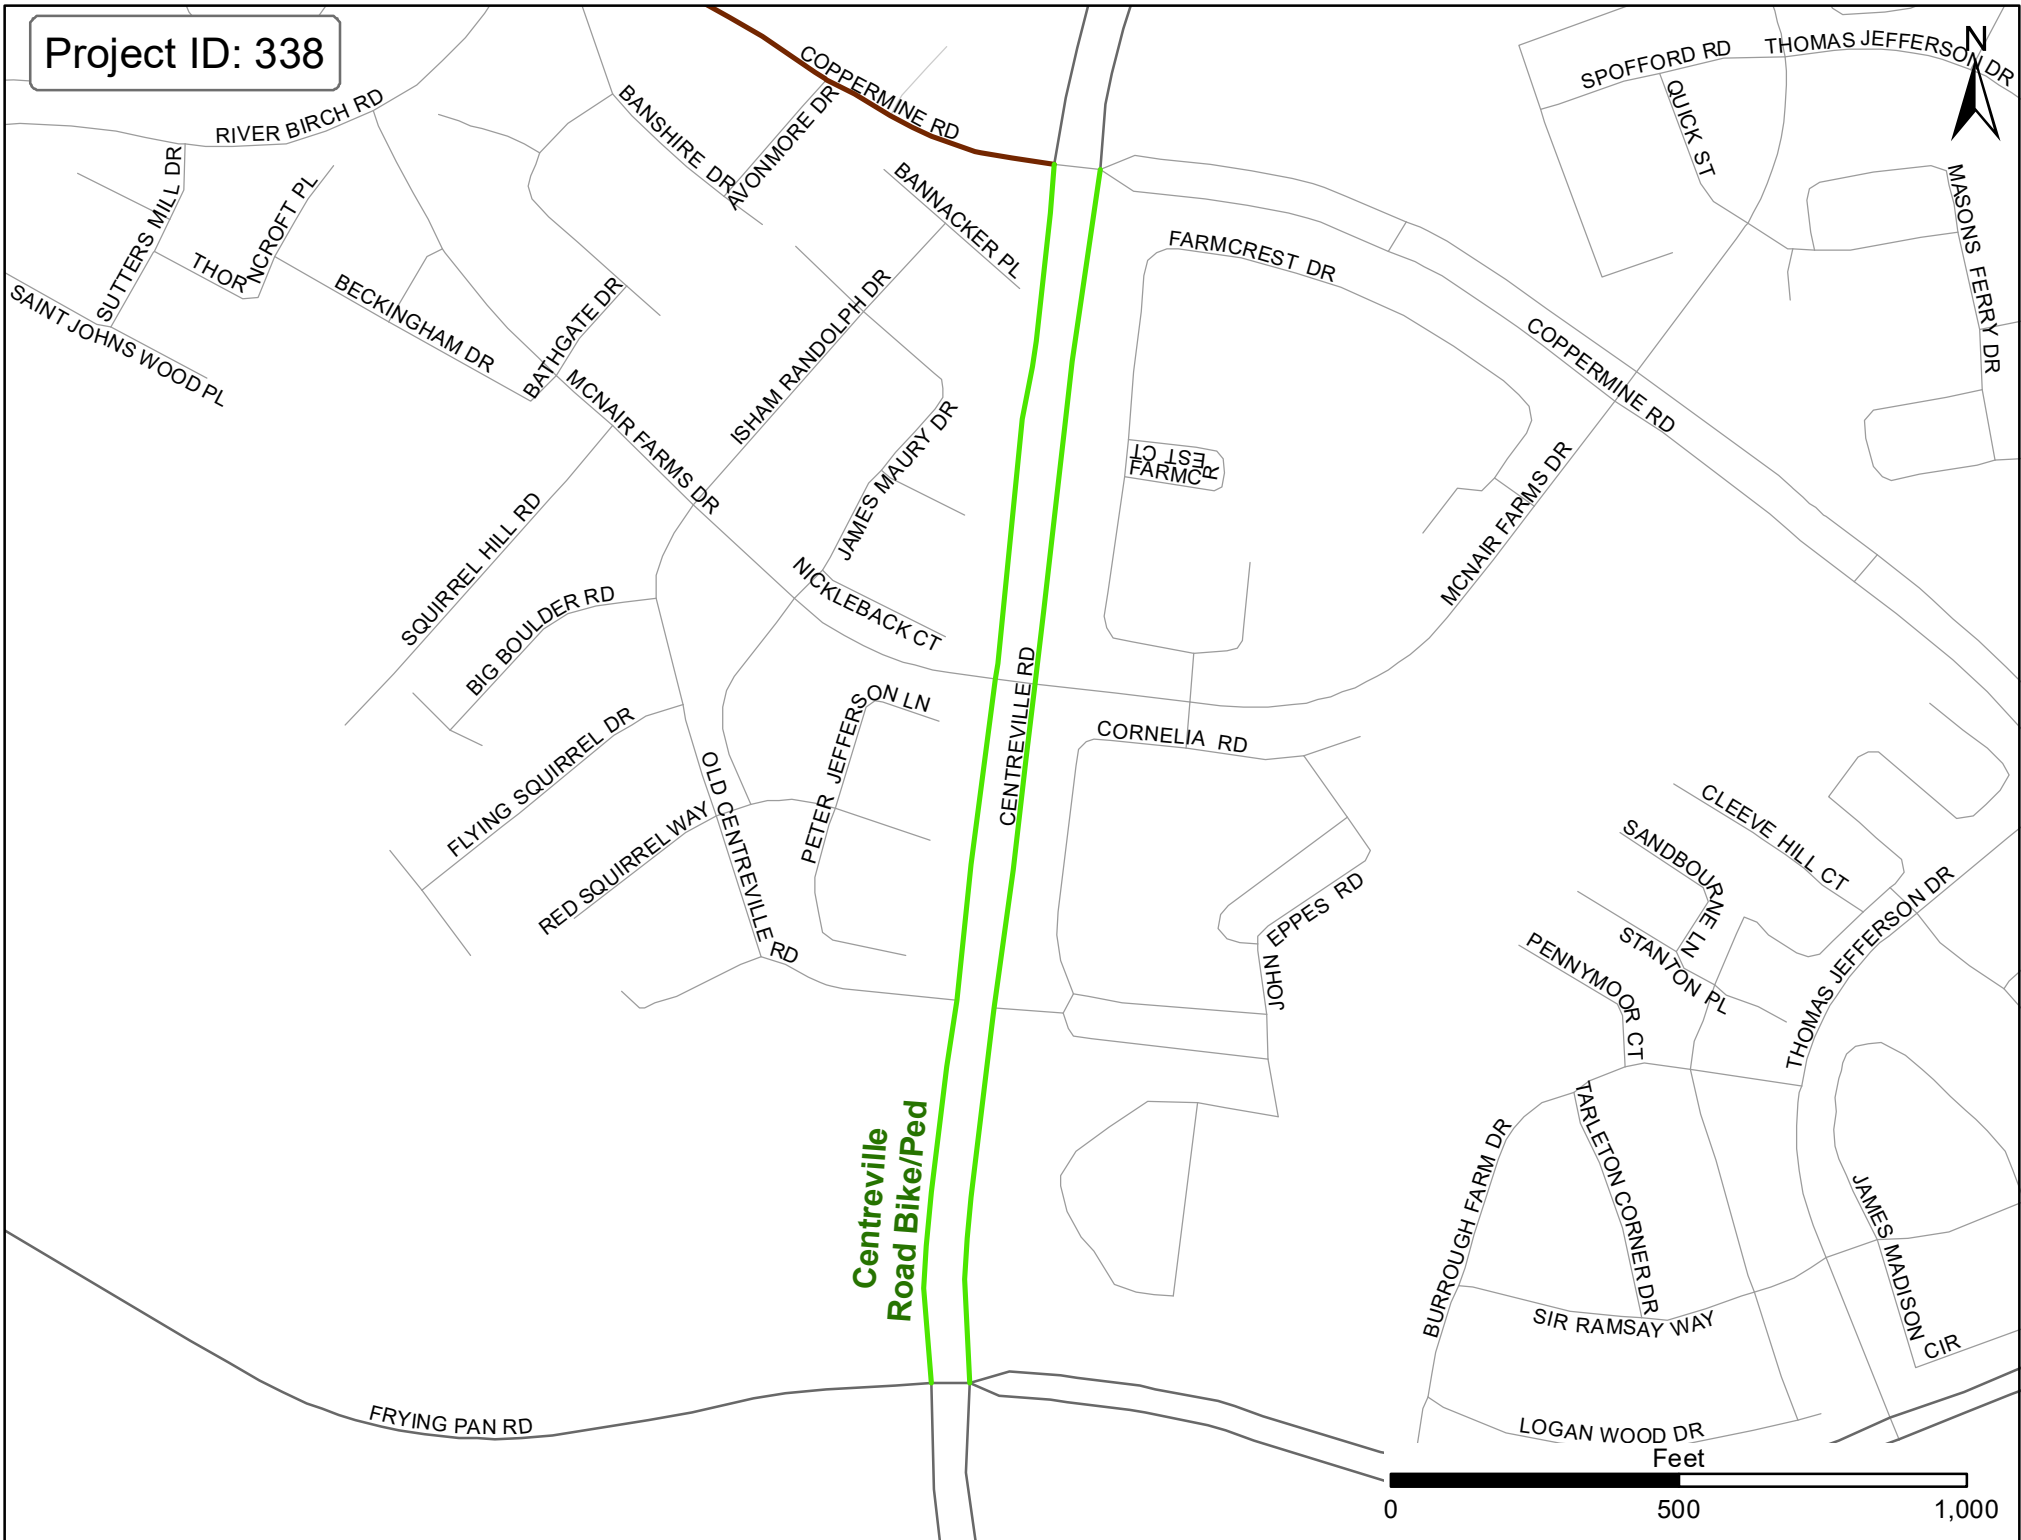 Project ID: 338
N
COPPERMINE RD
SPOFFORD RD
THOMAS JEFFERSON DR
QUICK ST
RIVER BIRCH RD
BANSHIRE DR
AVONMORE DR
BANNACKER PL
MASONS FERRY DR
SUTTERS MILL DR
THORNCROFT PL
SAINT JOHNS WOOD PL
BECKINGHAM DR
BATHGATE DR
ISHAM RANDOLPH DR
FARMCREST DR
COPPERMINE RD
MCNAIR FARMS DR
JAMES MAURY DR
FARMCREST CT
MCNAIR FARMS DR
SQUIRREL HILL RD
BIG BOULDER RD
NICKLEBACK CT
PETER JEFFERSON LN
CENTREVILLE RD
CORNELIA RD
FLYING SQUIRREL DR
RED SQUIRREL WAY
OLD CENTREVILLE RD
JOHN EPPES RD
CLEEVE HILL CT
SANDBOURNE LN
STANTON PL
PENNYMOOR CT
THOMAS JEFFERSON DR
Centreville
Road Bike/Ped
BURROUGH FARM DR
TARLETON CORNER DR
JAMES MADISON CIR
SIR RAMSAY WAY
FRYING PAN RD
LOGAN WOOD DR
Feet
0 500 1,000